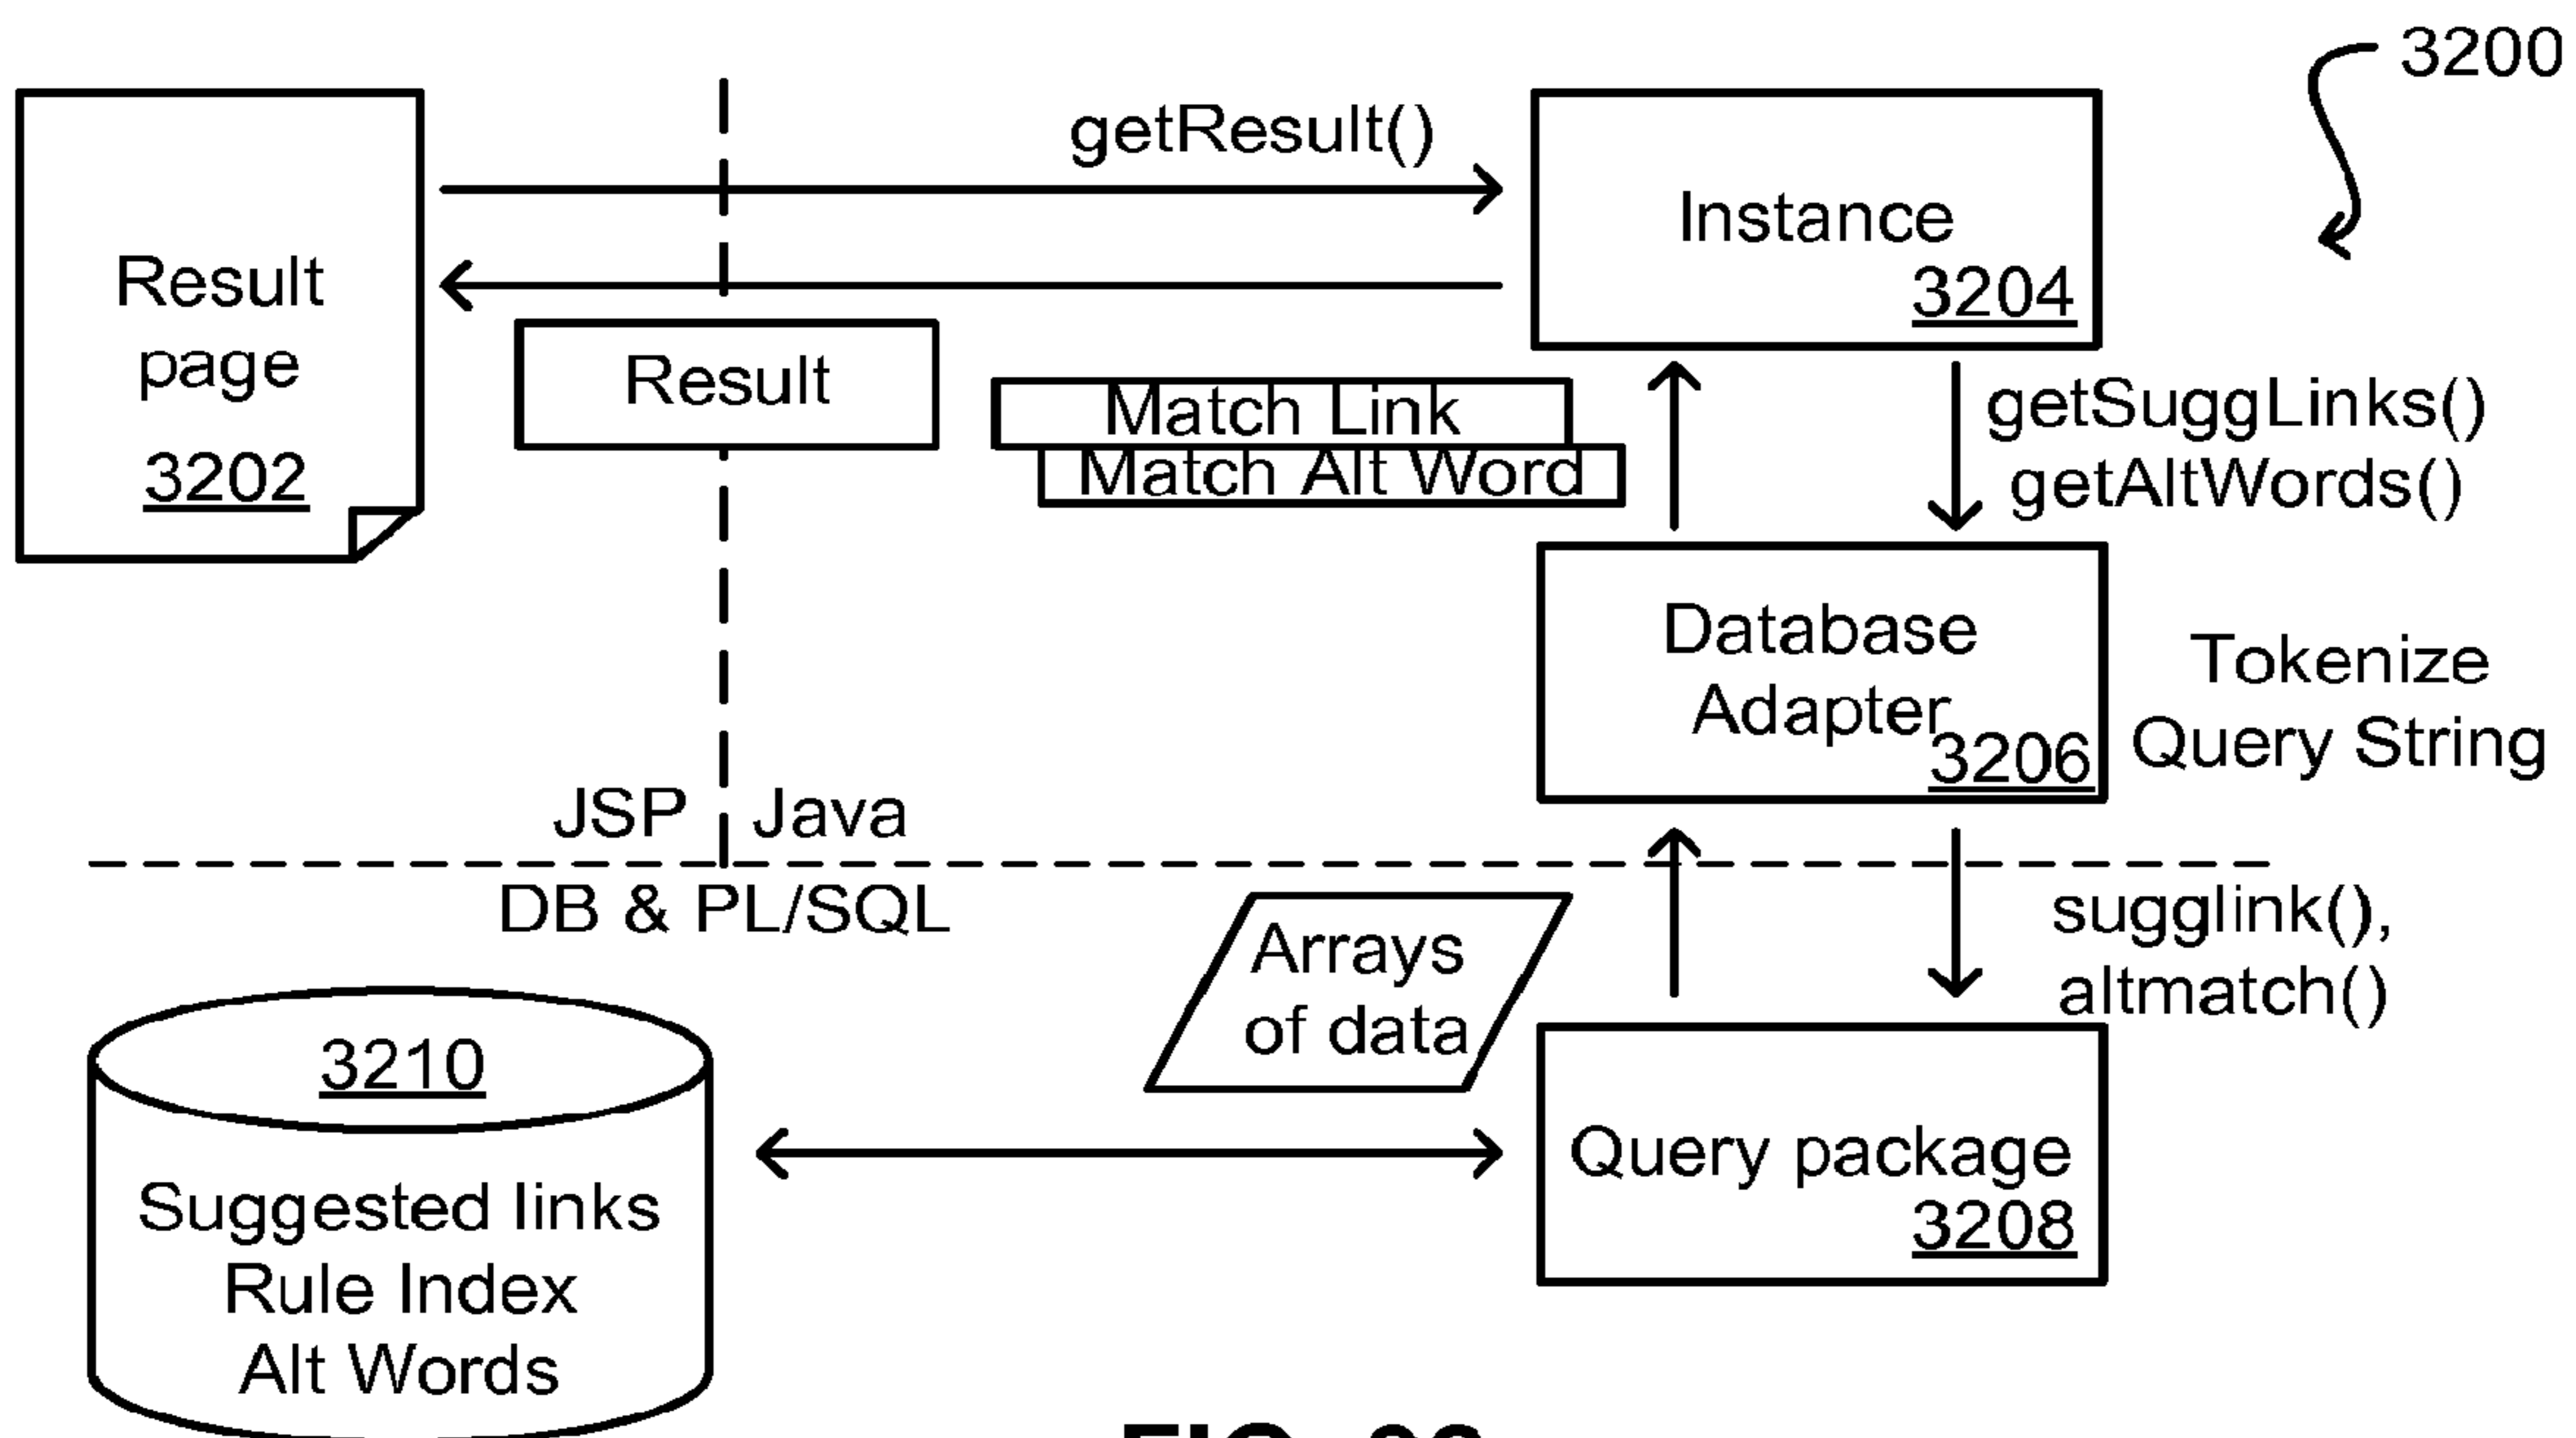 3200
getResult()
Result
page
3202
Instance
3204
Result
Match Link
Match Alt Word
getSuggLinks()
getAltWords()
Database
Adapter
3206
Tokenize
Query String
JSP
Java
DB & PL/SQL
sugglink(),
altmatch()
Arrays
of data
3210
Suggested links
Rule Index
Alt Words
Query package
3208